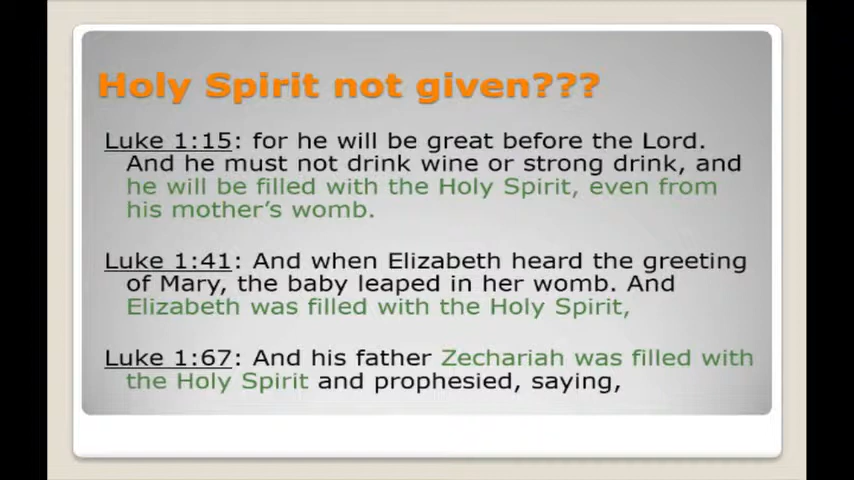 Holy Spirit not given???
Luke 1:15: for he will be great before the Lord.
And he must not drink wine or strong drink, and
he will be filled with the Holy Spirit, even from
his mother's womb.
Luke 1:41: And when Elizabeth heard the greeting
of Mary, the baby leaped in her womb. And
Elizabeth was filled with the Holy Spirit,
Luke 1:67: And his father Zechariah was filled with
the Holy Spirit and prophesied, saying,